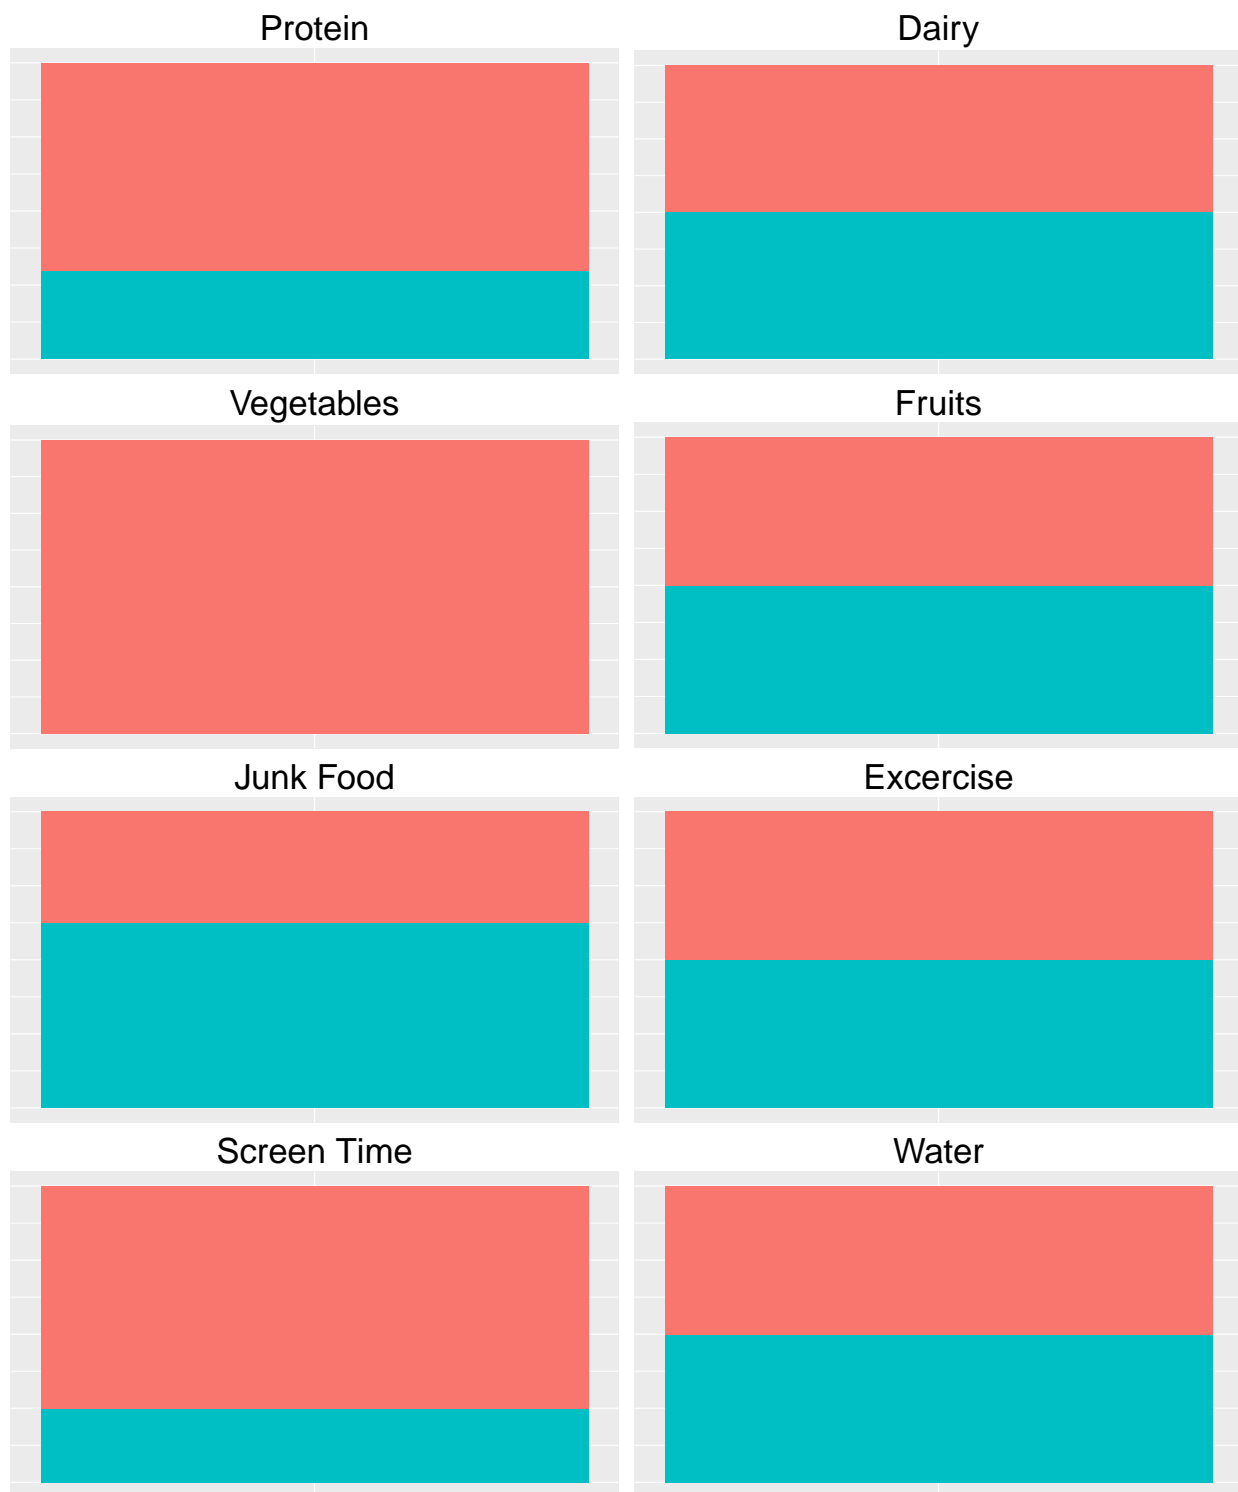 Protein
Dairy
Vegetables
Fruits
Junk Food
Excercise
Screen Time
Water